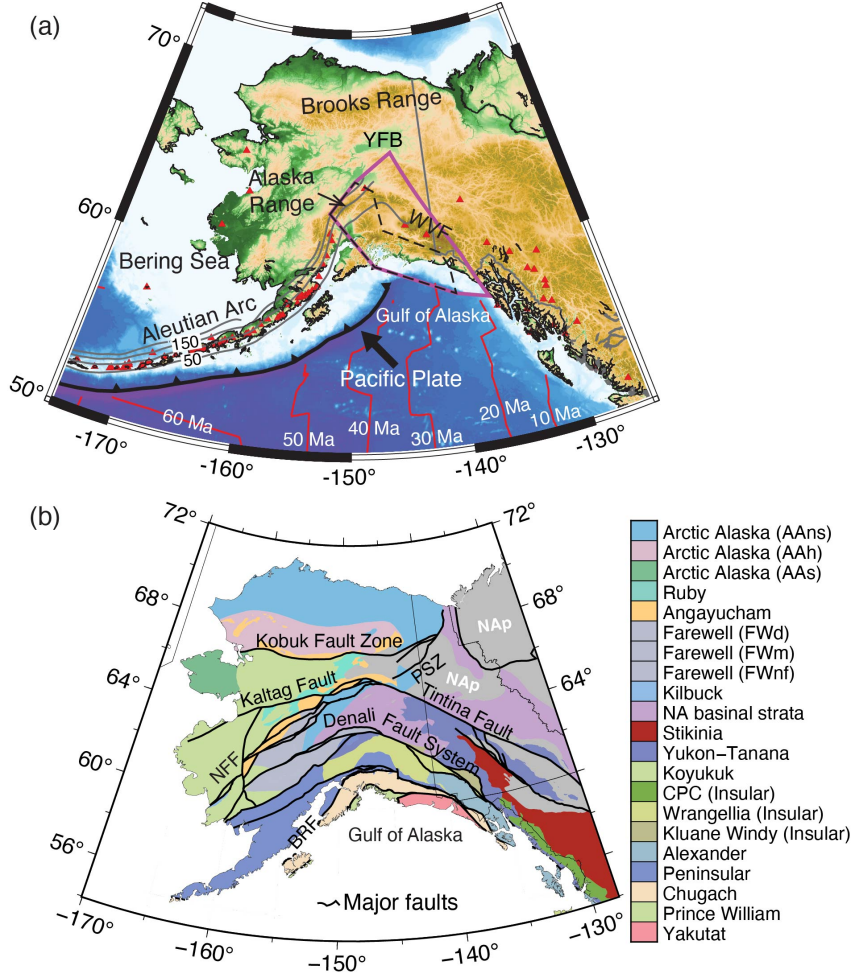 (a)
70°
Brooks Range
YFB
Alaska
Range
60°
WVF
Bering Sea
Aleutian Arc
150
50
Gulf of Alaska
Pacific Plate
50°
60 Ma
50 Ma
40 Ma
30 Ma
20 Ma
10 Ma
-170°
-160°
-150°
-140°
-130°
(b)
72°
72°
68°
68°
NAp
Kobuk Fault Zone
PSZ
NAp
64°
64°
Kaltag Fault
Tintina Fault
Denali Fault System
NFF
60°
60°
BRF
Gulf of Alaska
56°
Major faults
−170°
−160°
−150°
−140°
−130°
Arctic Alaska (AAns)
Arctic Alaska (AAh)
Arctic Alaska (AAs)
Ruby
Angayucham
Farewell (FWd)
Farewell (FWm)
Farewell (FWnf)
Kilbuck
NA basinal strata
Stikinia
Yukon−Tanana
Koyukuk
CPC (Insular)
Wrangellia (Insular)
Kluane Windy (Insular)
Alexander
Peninsular
Chugach
Prince William
Yakutat